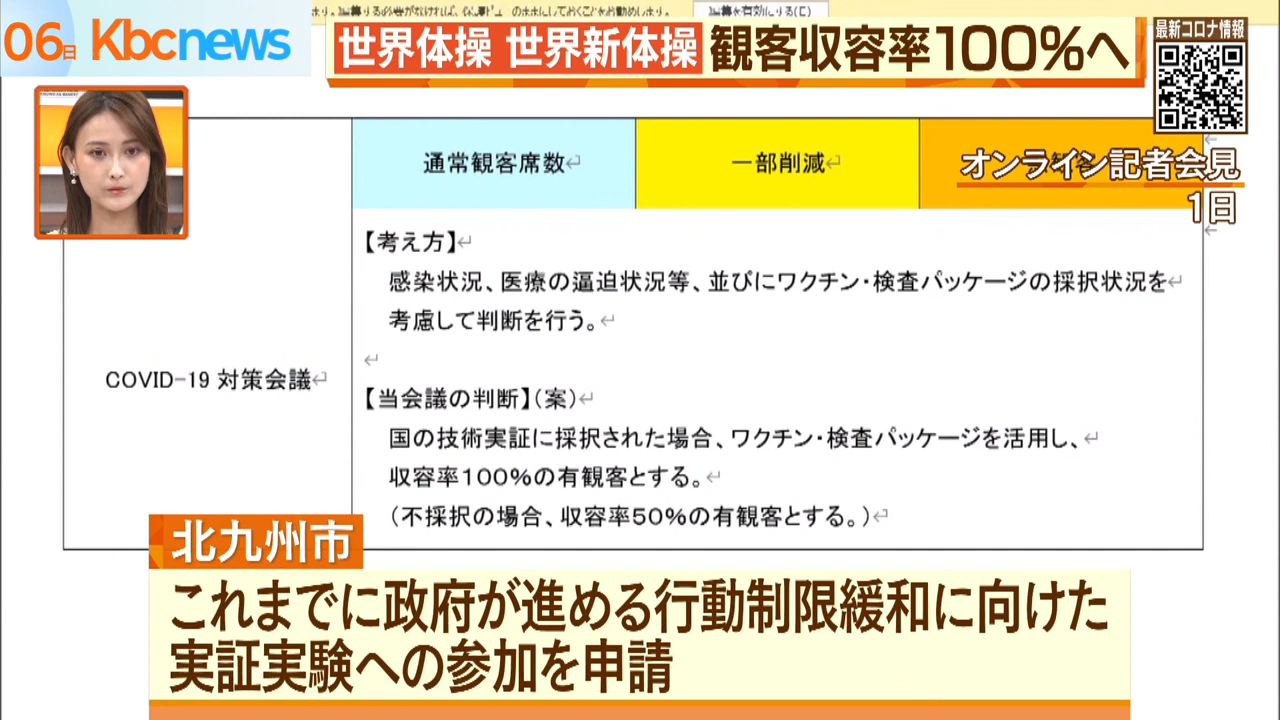 06日 Kbcnews
世界体操 世界新体操 観客収容率100%へ
最新コロナ情報
オンライン記者会見
1日
通常観客席数↵
一部削減↵
【考え方】↵
感染状況、医療の逼迫状況等、並びにワクチン・検査パッケージの採択状況を↵
考慮して判断を行う。↵
↵
COVID-19 対策会議↵
【当会議の判断】(案)↵
国の技術実証に採択された場合、ワクチン・検査パッケージを活用し、↵
収容率100%の有観客とする。↵
(不採択の場合、収容率50%の有観客とする。)↵
北九州市
これまでに政府が進める行動制限緩和に向けた
実証実験への参加を申請